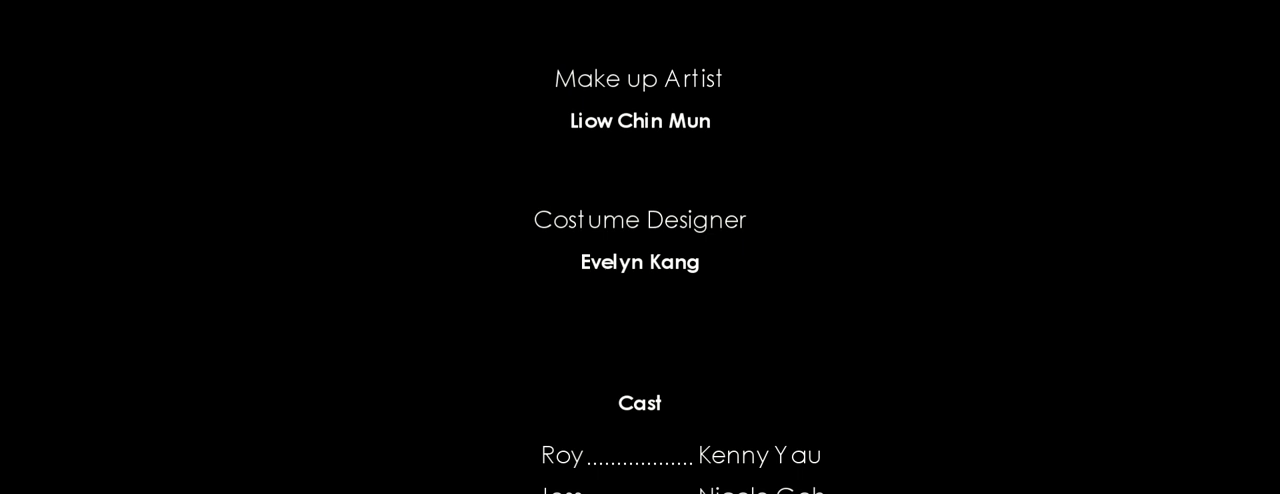 Make up Artist
Liow Chin Mun
Costume Designer
Evelyn Kang
Cast
Roy .................. Kenny Yau